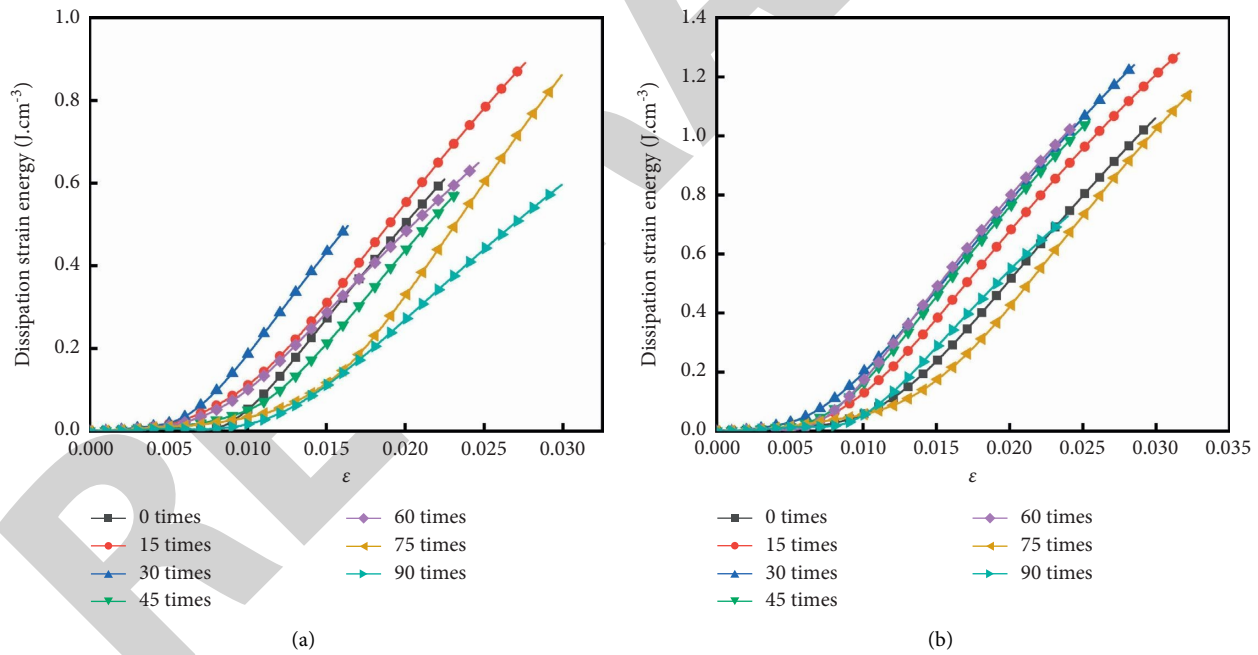 Dissipation strain energy (J.cm⁻³)
1.0
0.8
0.6
0.4
0.2
0.0
0.000 0.005 0.010 0.015 0.020 0.025 0.030
ε
0 times
15 times
30 times
45 times
60 times
75 times
90 times
(a)
Dissipation strain energy (J.cm⁻³)
1.4
1.2
1.0
0.8
0.6
0.4
0.2
0.0
0.000 0.005 0.010 0.015 0.020 0.025 0.030 0.035
ε
0 times
15 times
30 times
45 times
60 times
75 times
90 times
(b)